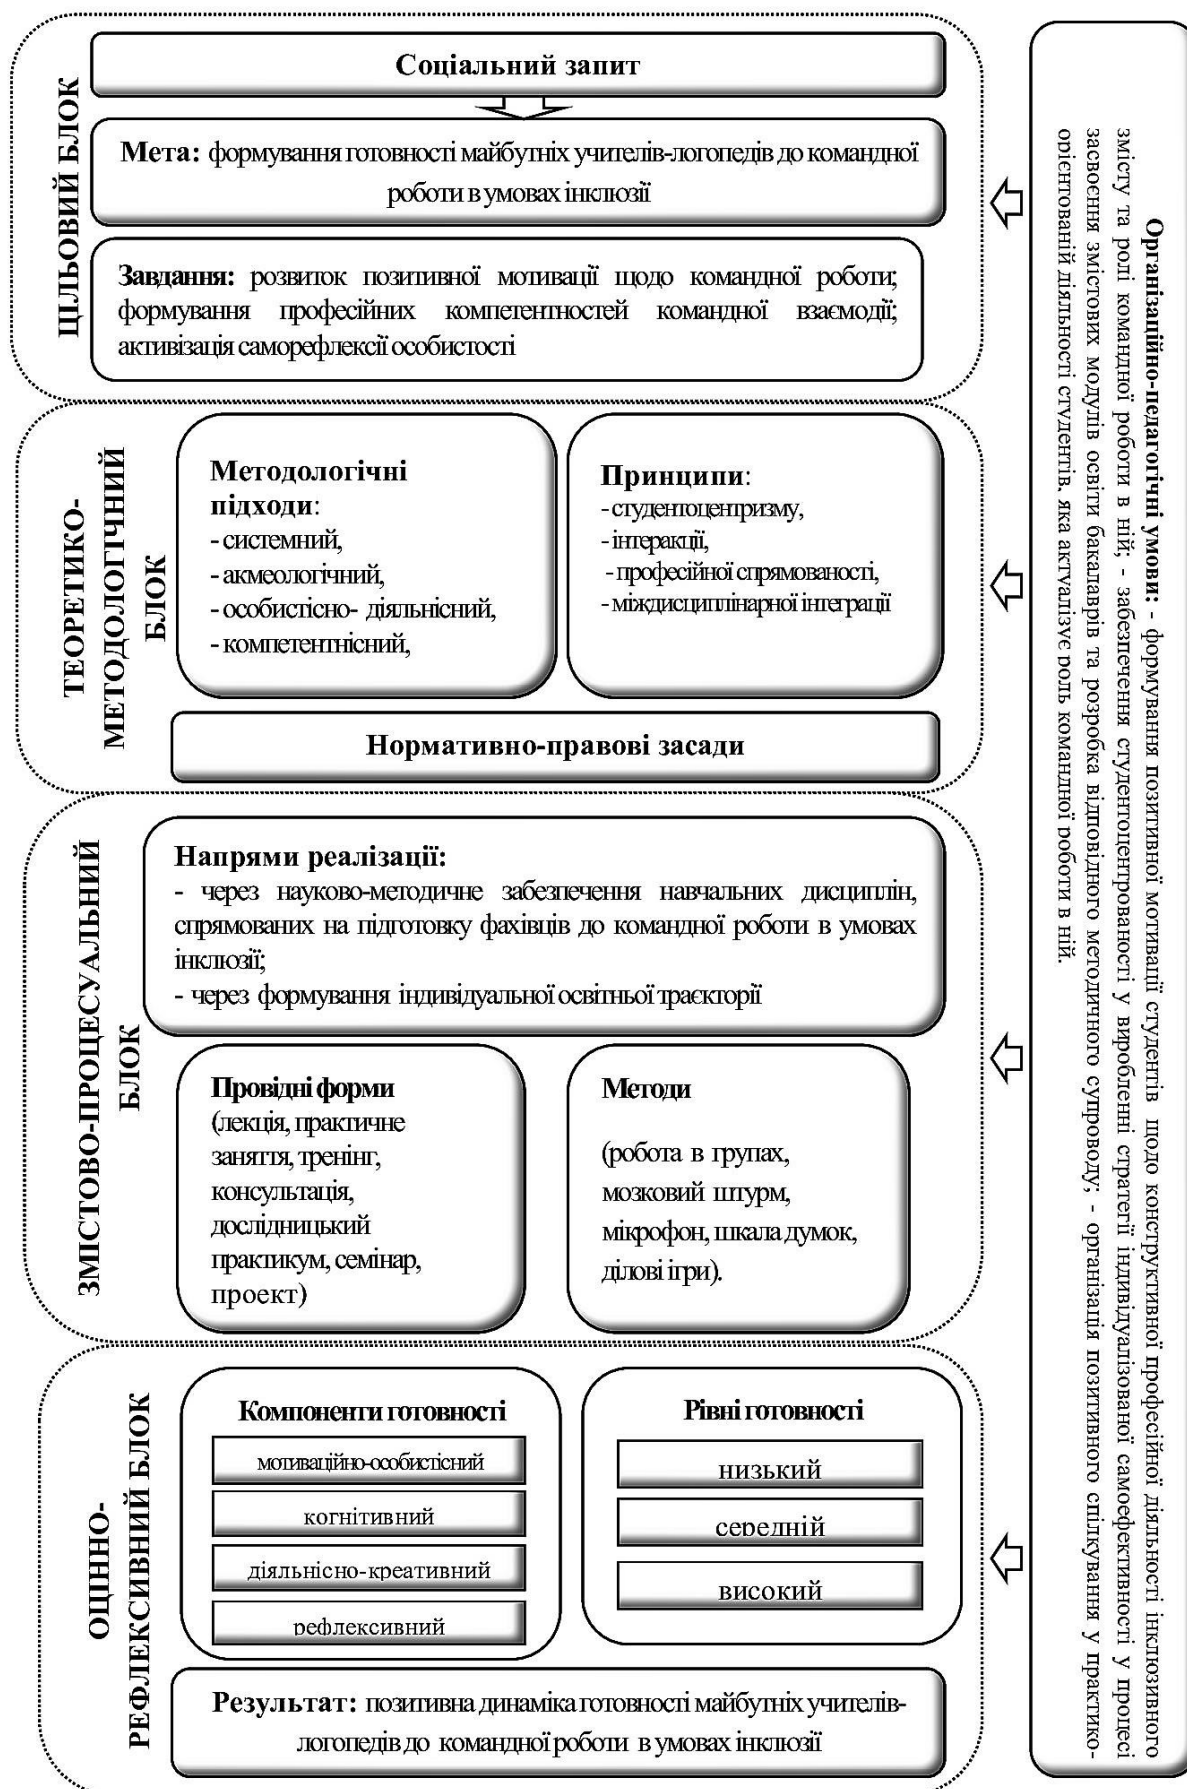 ЦІЛЬОВИЙ БЛОК
Соціальний запит
Мета: формування готовності майбутніх учителів-логопедів до командної
роботи в умовах інклюзії
Завдання: розвиток позитивної мотивації щодо командної роботи;
формування професійних компетентностей командної взаємодії;
активізація саморефлексії особистості
ТЕОРЕТИКО-
МЕТОДОЛОГІЧНИЙ
БЛОК
Методологічні
підходи:
- системний,
- акмеологічний,
- особистісно- діяльнісний,
- компетентнісний,
Принципи:
- студентоцентризму,
- інтеракції,
- професійної спрямованості,
- міждисциплінарної інтеграції
Нормативно-правові засади
ЗМІСТОВО-ПРОЦЕСУАЛЬНИЙ
БЛОК
Напрями реалізації:
- через науково-методичне забезпечення навчальних дисциплін,
спрямованих на підготовку фахівців до командної роботи в умовах
інклюзії;
- через формування індивідуальної освітньої траєкторії
Провідні форми
(лекція, практичне
заняття, тренінг,
консультація,
дослідницький
практикум, семінар,
проект)
Методи
(робота в групах,
мозковий штурм,
мікрофон, шкала думок,
ділові ігри).
ОЦІННО-
РЕФЛЕКСИВНИЙ БЛОК
Компоненти готовності
мотиваційно-особистісний
когнітивний
діяльнісно-креативний
рефлексивний
Рівні готовності
низький
середній
високий
Результат: позитивна динаміка готовності майбутніх учителів-
логопедів до командної роботи в умовах інклюзії
Організаційно-педагогічні умови: - формування позитивної мотивації студентів щодо конструктивної професійної діяльності інклюзивного
змісту та ролі командної роботи в ній; - забезпечення студентоцентрованості у виробленні стратегії індивідуалізованої самоефективності у процесі
засвоєння змістових модулів освіти бакалаврів та розробка відповідного методичного супроводу; - організація позитивного спілкування у практико-
орієнтованій діяльності студентів, яка актуалізує роль командної роботи в ній.